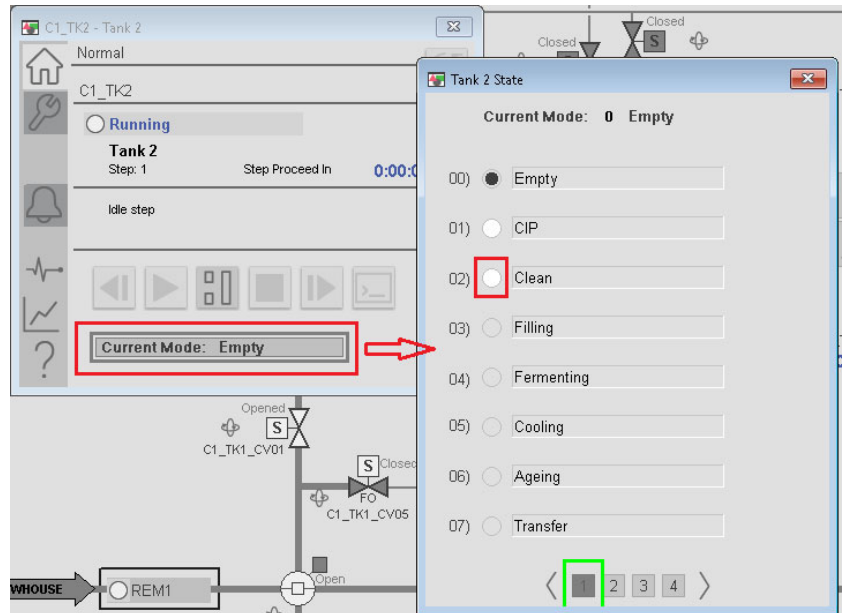 C1_TK2 - Tank 2
Normal
C1_TK2
Running
Tank 2
Step: 1 Step Proceed In 0:00:0
Idle step
>_
Current Mode: Empty
?
Closed
S
Closed
Tank 2 State
Current Mode: 0 Empty
00) Empty
01) CIP
02) Clean
03) Filling
04) Fermenting
05) Cooling
06) Ageing
07) Transfer
1 2 3 4
Opened
S
C1_TK1_CV01
S Closed
FO
C1_TK1_CV05
WHOUSE
REM1
Open